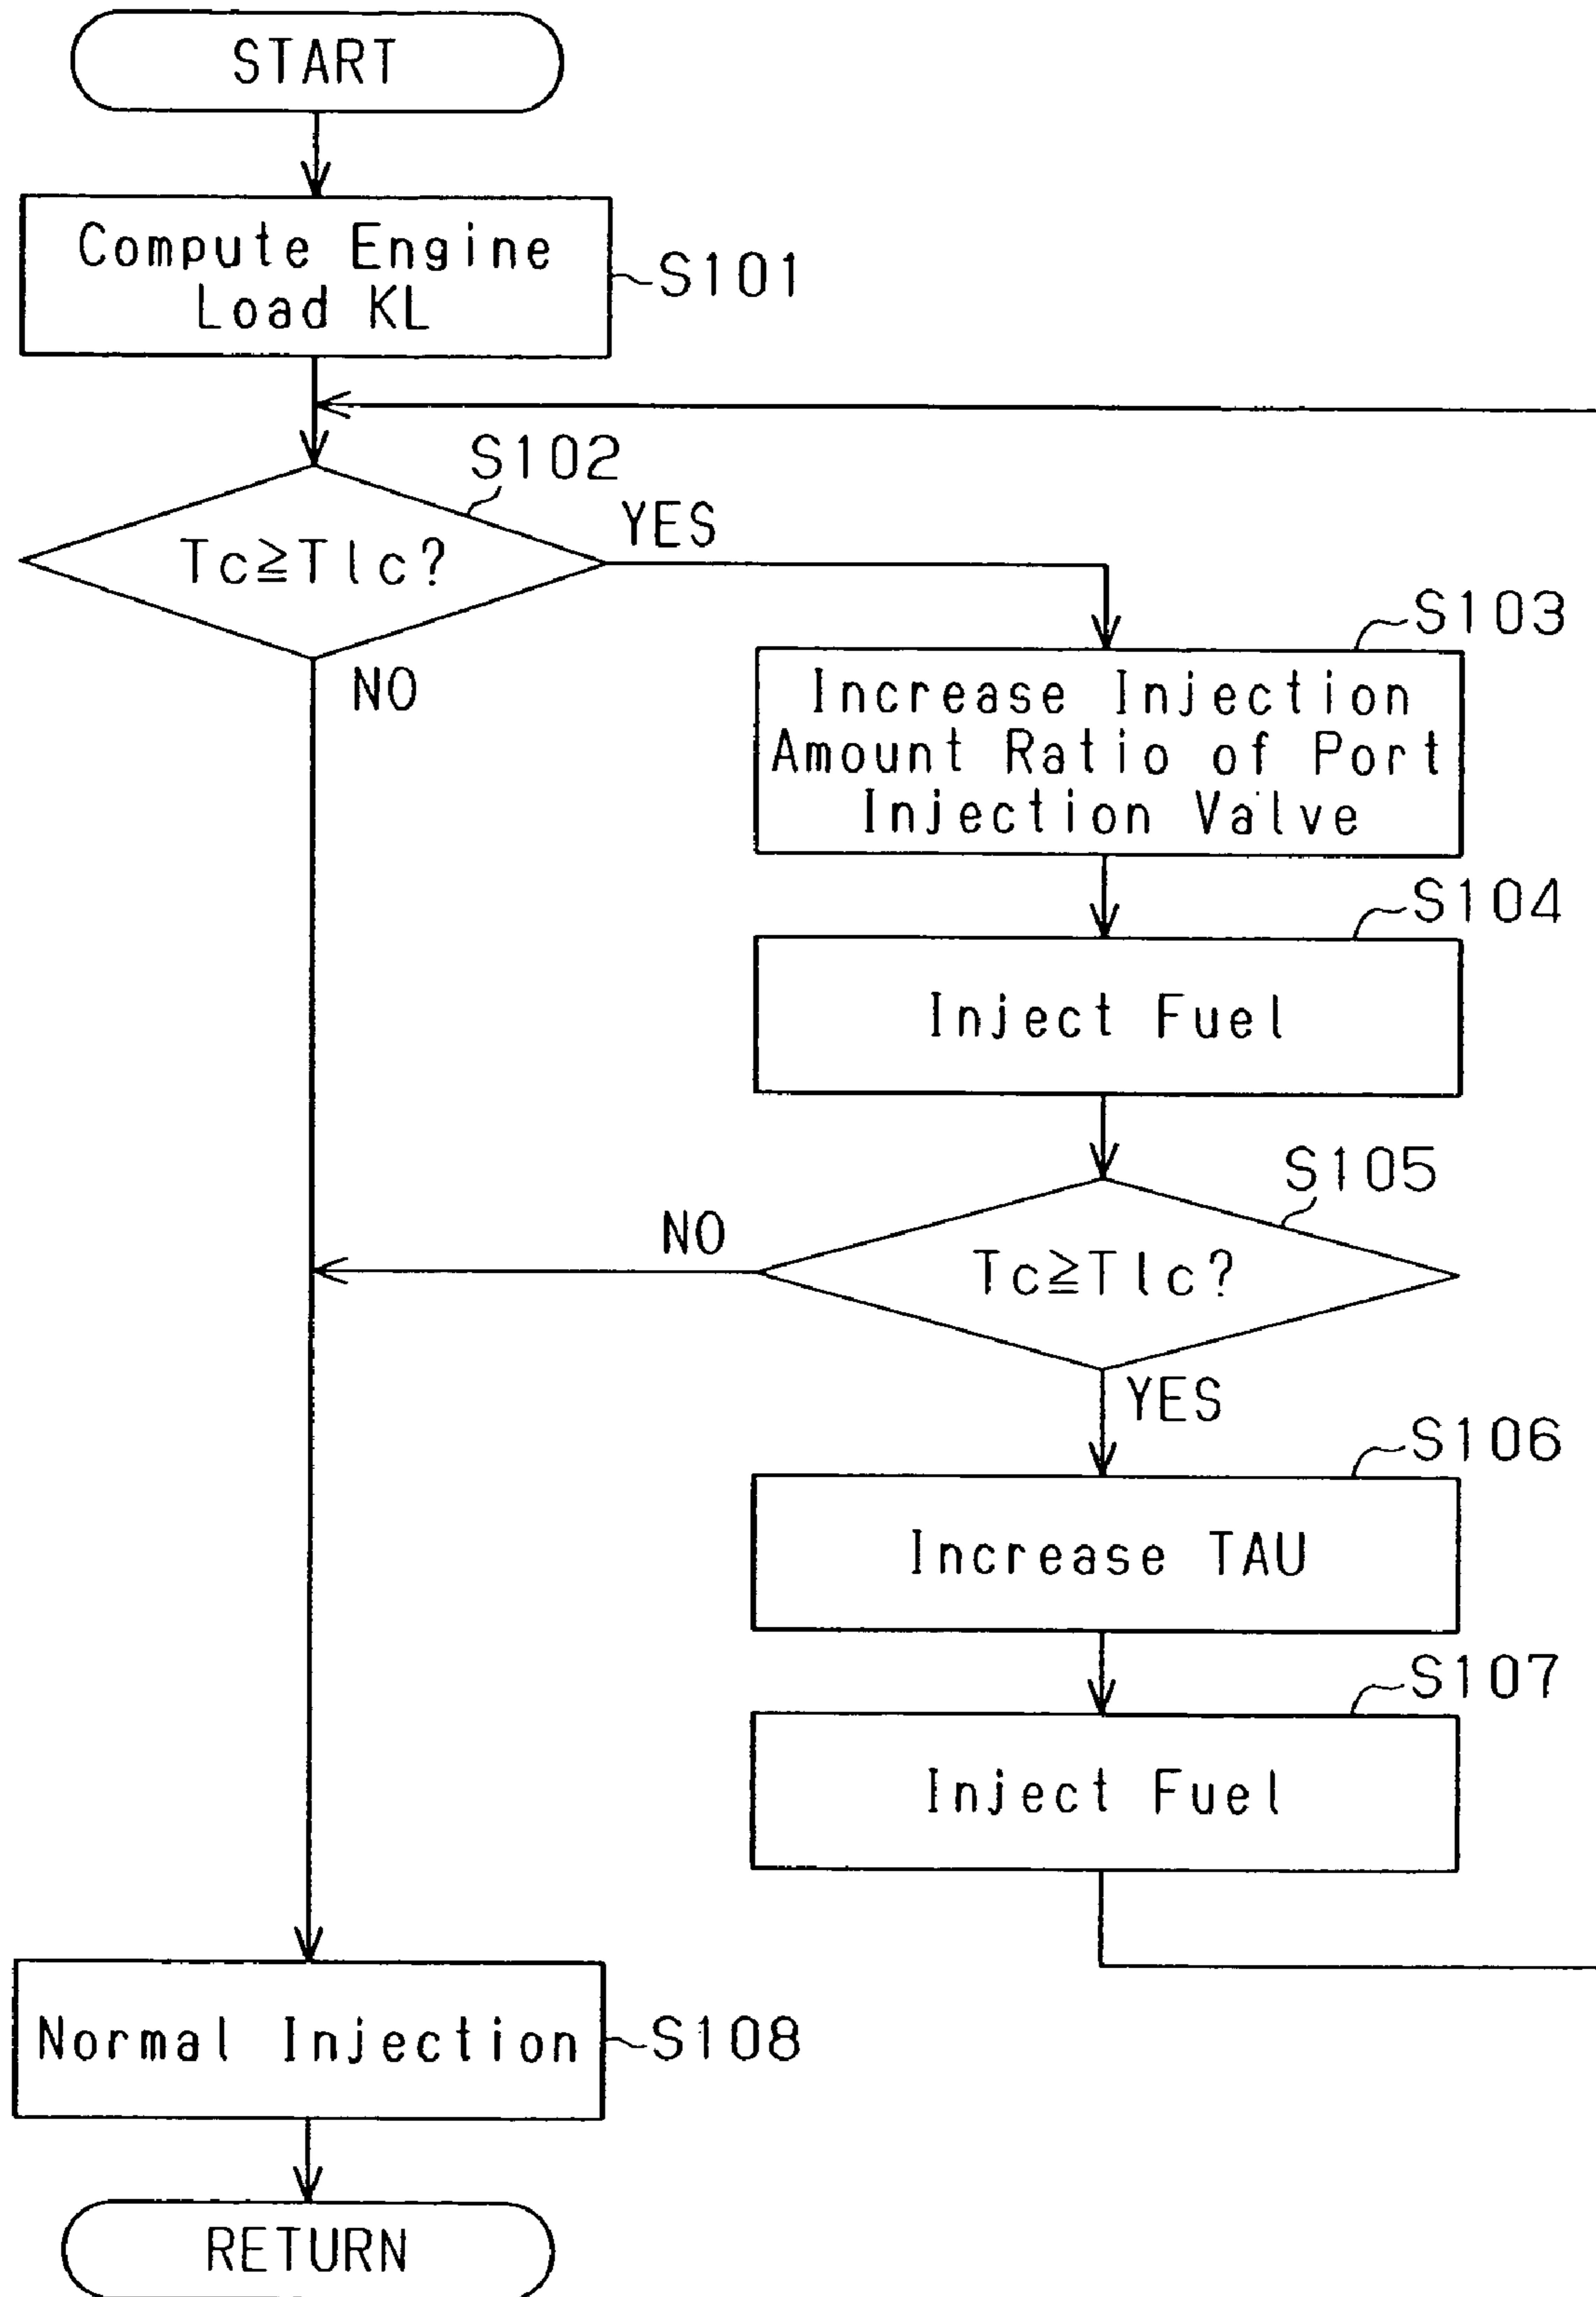 START
Compute Engine
Load KL
S101
S102
Tc≧Tlc?
YES
NO
S103
Increase Injection
Amount Ratio of Port
Injection Valve
S104
Inject Fuel
S105
NO
Tc≧Tlc?
YES
S106
Increase TAU
S107
Inject Fuel
Normal Injection
S108
RETURN